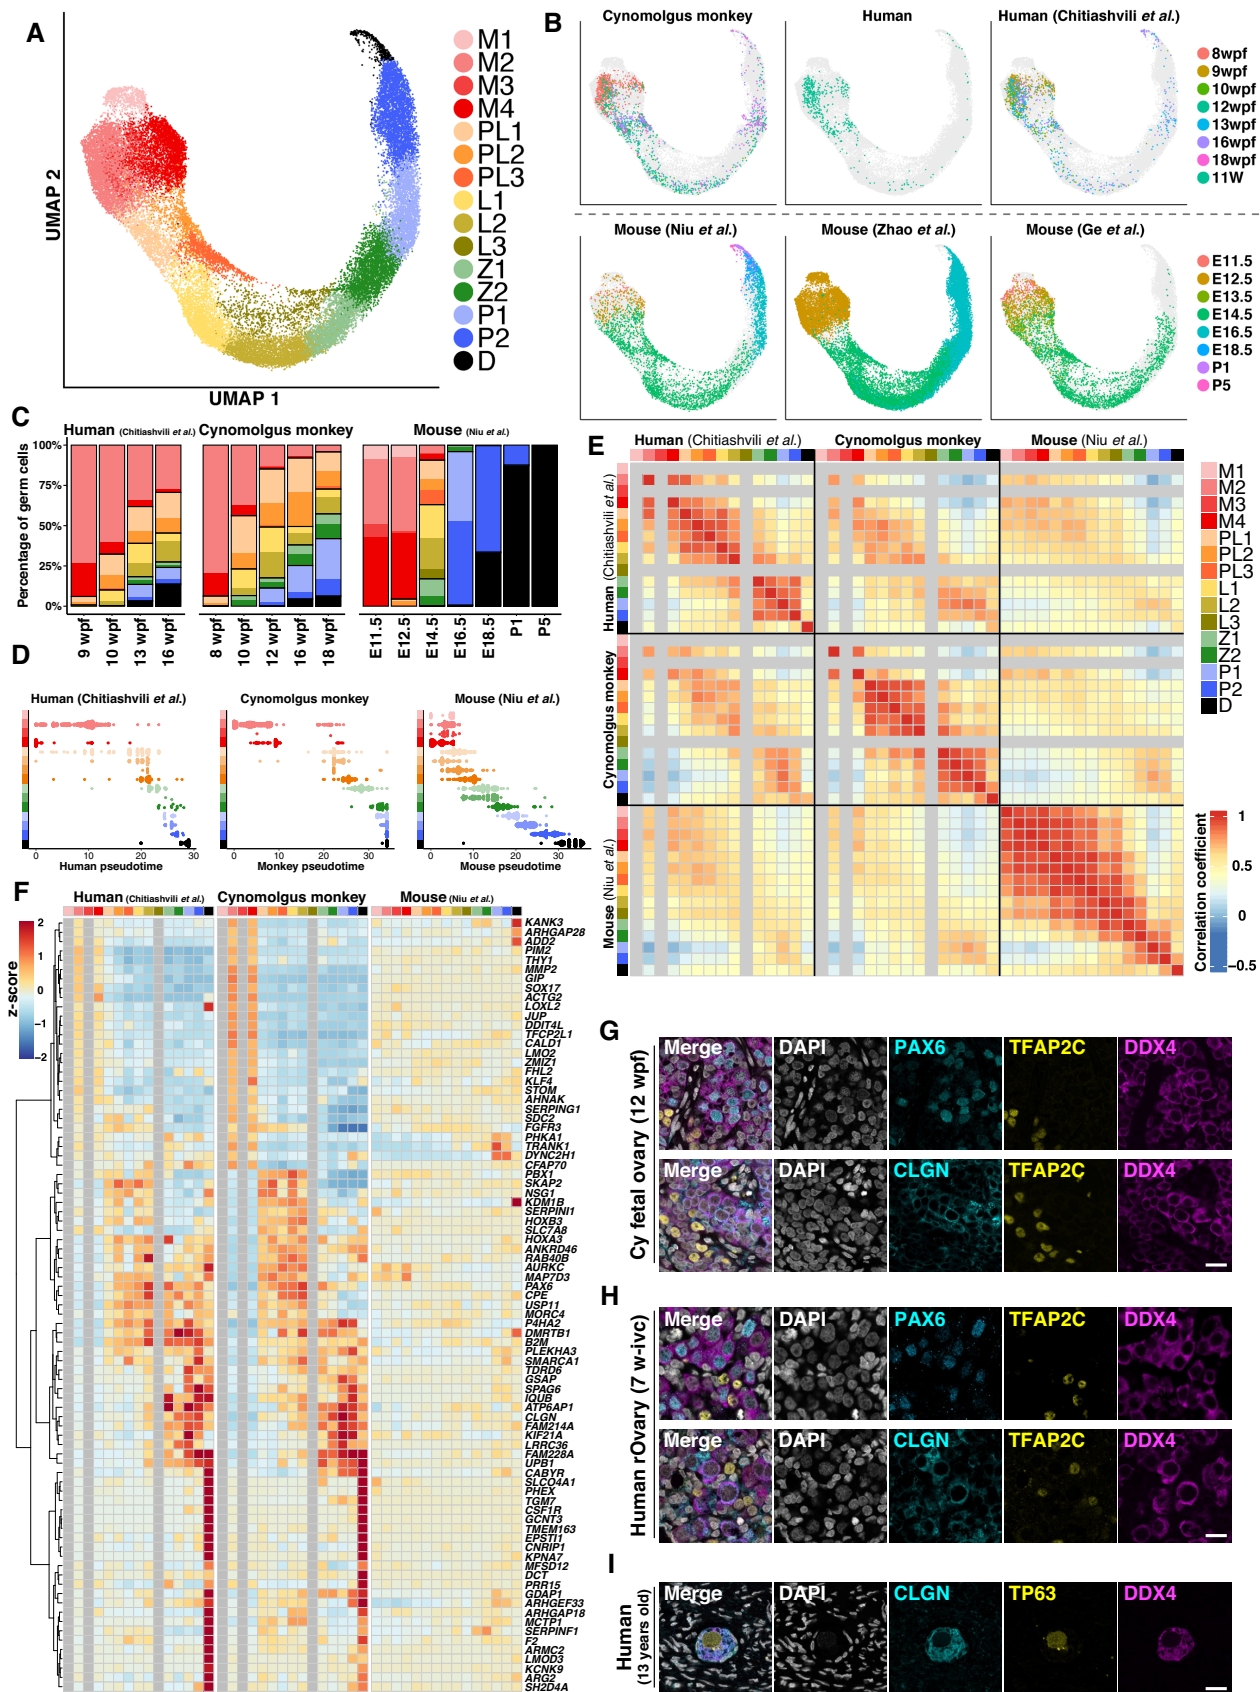 A
UMAP 2
UMAP 1
M1
M2
M3
M4
PL1
PL2
PL3
L1
L2
L3
Z1
Z2
P1
P2
D
B
Cynomolgus monkey
Human
Human (Chitiashvili et al.)
8wpf
9wpf
10wpf
12wpf
13wpf
16wpf
18wpf
11W
Mouse (Niu et al.)
Mouse (Zhao et al.)
Mouse (Ge et al.)
E11.5
E12.5
E13.5
E14.5
E16.5
E18.5
P1
P5
C
Human (Chitiashvili et al.)
Cynomolgus monkey
Mouse (Niu et al.)
Percentage of germ cells
100%
75%
50%
25%
0%
9 wpf
10 wpf
13 wpf
16 wpf
8 wpf
10 wpf
12 wpf
16 wpf
18 wpf
E11.5
E12.5
E14.5
E16.5
E18.5
P1
P5
D
Human (Chitiashvili et al.)
Cynomolgus monkey
Mouse (Niu et al.)
0 10 20 30
0 10 20 30
0 10 20 30
Human pseudotime
Monkey pseudotime
Mouse pseudotime
E
Human (Chitiashvili et al.)
Cynomolgus monkey
Mouse (Niu et al.)
Human (Chitiashvili et al.)
Cynomolgus monkey
Mouse (Niu et al.)
M1
M2
M3
M4
PL1
PL2
PL3
L1
L2
L3
Z1
Z2
P1
P2
D
Correlation coefficient
1
0.5
0
−0.5
F
Human (Chitiashvili et al.)
Cynomolgus monkey
Mouse (Niu et al.)
z-score
2
1
0
−1
−2
KANK3
ARHGAP28
ADD2
PIM2
THY1
MMP2
GIP
SOX17
ACTG2
LOXL2
JUP
DDIT4L
TFCP2L1
CALD1
LMO2
ZMIZ1
FHL2
KLF4
STOM
AHNAK
SERPING1
SDC2
FGFR3
PHKA1
TRANK1
DYNC2H1
CFAP70
PBX1
SKAP2
NSG1
KDM1B
SERPINI1
HOXB3
SLC7A8
HOXA3
ANKRD46
RAB40B
AURKC
MAP7D3
PAX6
CPE
USP11
MORC4
P4HA2
DMRTB1
B2M
PLEKHA3
SMARCA1
TDRD6
GSAP
SPAG6
IQUB
ATP6AP1
CLGN
FAM214A
KIF21A
LRRC36
FAM228A
UPB1
CABYR
SLCO4A1
PHEX
TGM7
CSF1R
GCNT3
TMEM163
EPSTI1
CNRIP1
KPNA7
MFSD12
DCT
PRR15
GDAP1
ARHGEF33
ARHGAP18
MCTP1
SERPINF1
F2
ARMC2
LMOD3
KCNK9
ARG2
SH2D4A
G
Cy fetal ovary (12 wpf)
Merge
DAPI
PAX6
TFAP2C
DDX4
Merge
DAPI
CLGN
TFAP2C
DDX4
H
Human rOvary (7 w-ivc)
Merge
DAPI
PAX6
TFAP2C
DDX4
Merge
DAPI
CLGN
TFAP2C
DDX4
I
Human
(13 years old)
Merge
DAPI
CLGN
TP63
DDX4